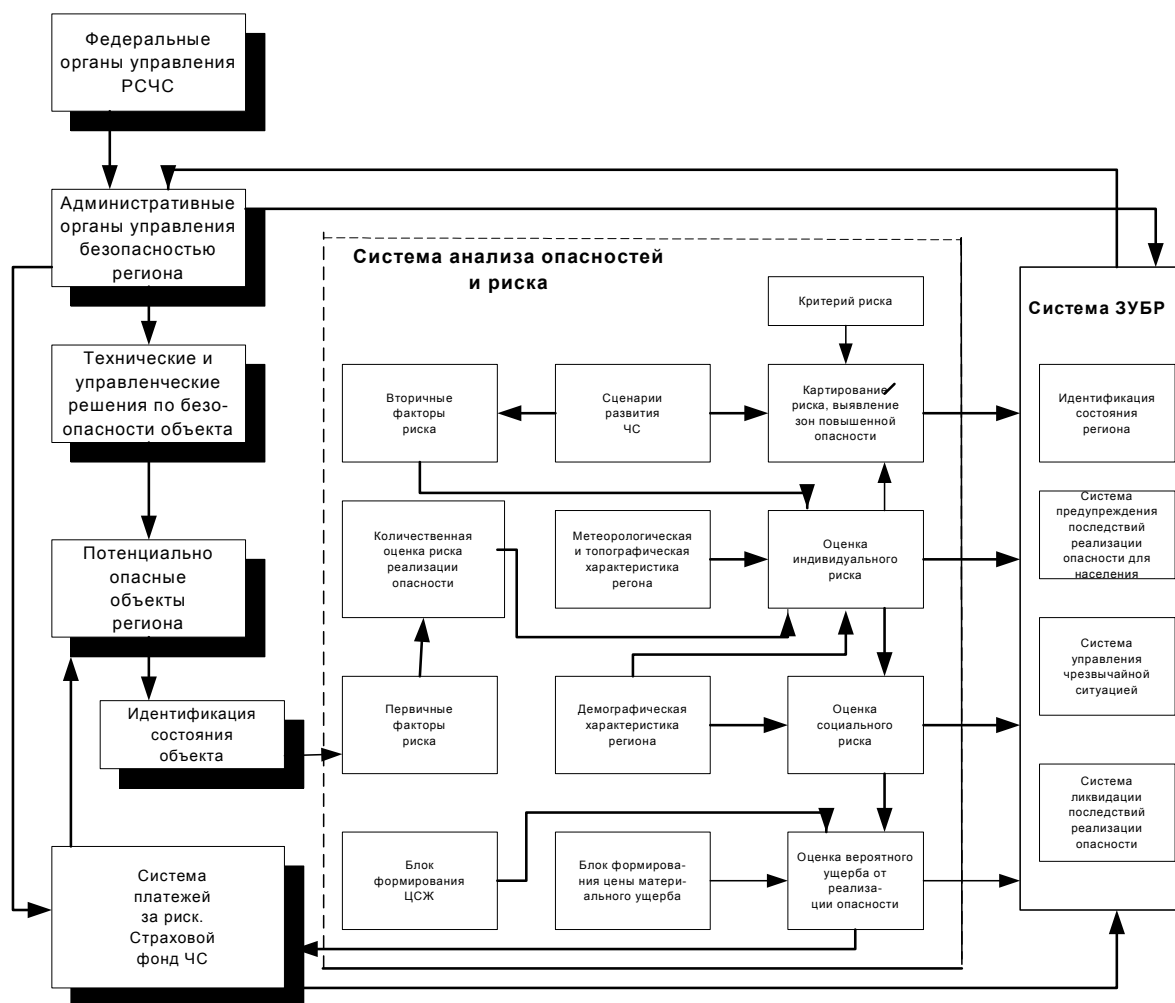 Федеральные
органы управления
РСЧС
Административные
органы управления
безопасностью
региона
Технические и
управленческие
решения по безо-
опасности объекта
Потенциально
опасные
объекты
региона
Идентификация
состояния
объекта
Система
платежей
за риск.
Страховой
фонд ЧС
Система анализа опасностей
и риска
Критерий риска
Вторичные
факторы
риска
Сценарии
развития
ЧС
Картирование
риска, выявление
зон повышенной
опасности
Количественная
оценка риска
реализации
опасности
Метеорологическая
и топографическая
характеристика
регона
Оценка
индивидуального
риска
Первичные
факторы
риска
Демографическая
характеристика
региона
Оценка
социального
риска
Блок
формирования
ЦСЖ
Блок формирова-
ния цены матери-
ального ущерба
Оценка вероятного
ущерба от
реализа-
ции опасности
Система ЗУБР
Идентификация
состояния
региона
Система
предупреждения
последствий
реализации
опасности для
населения
Система
управления
чрезвычайной
ситуацией
Система
ликвидации
последствий
реализации
опасности